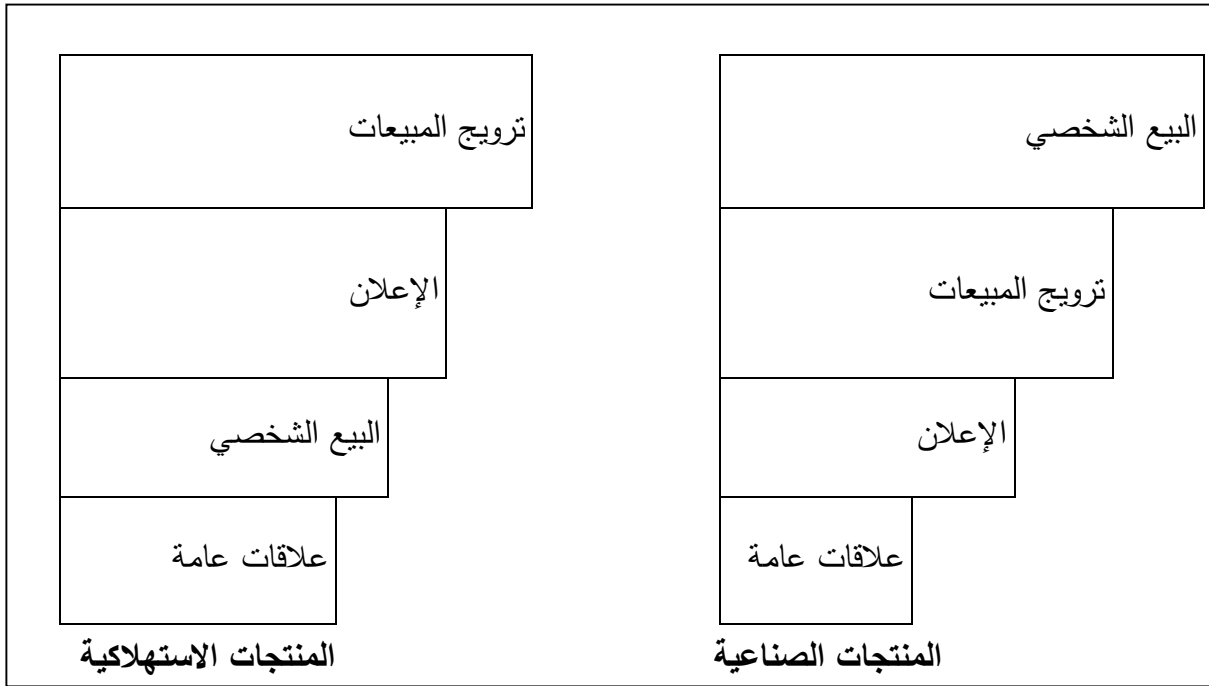 البيع الشخصي
ترويج المبيعات
الإعلان
علاقات عامة
المنتجات الصناعية
ترويج المبيعات
الإعلان
البيع الشخصي
علاقات عامة
المنتجات الاستهلاكية